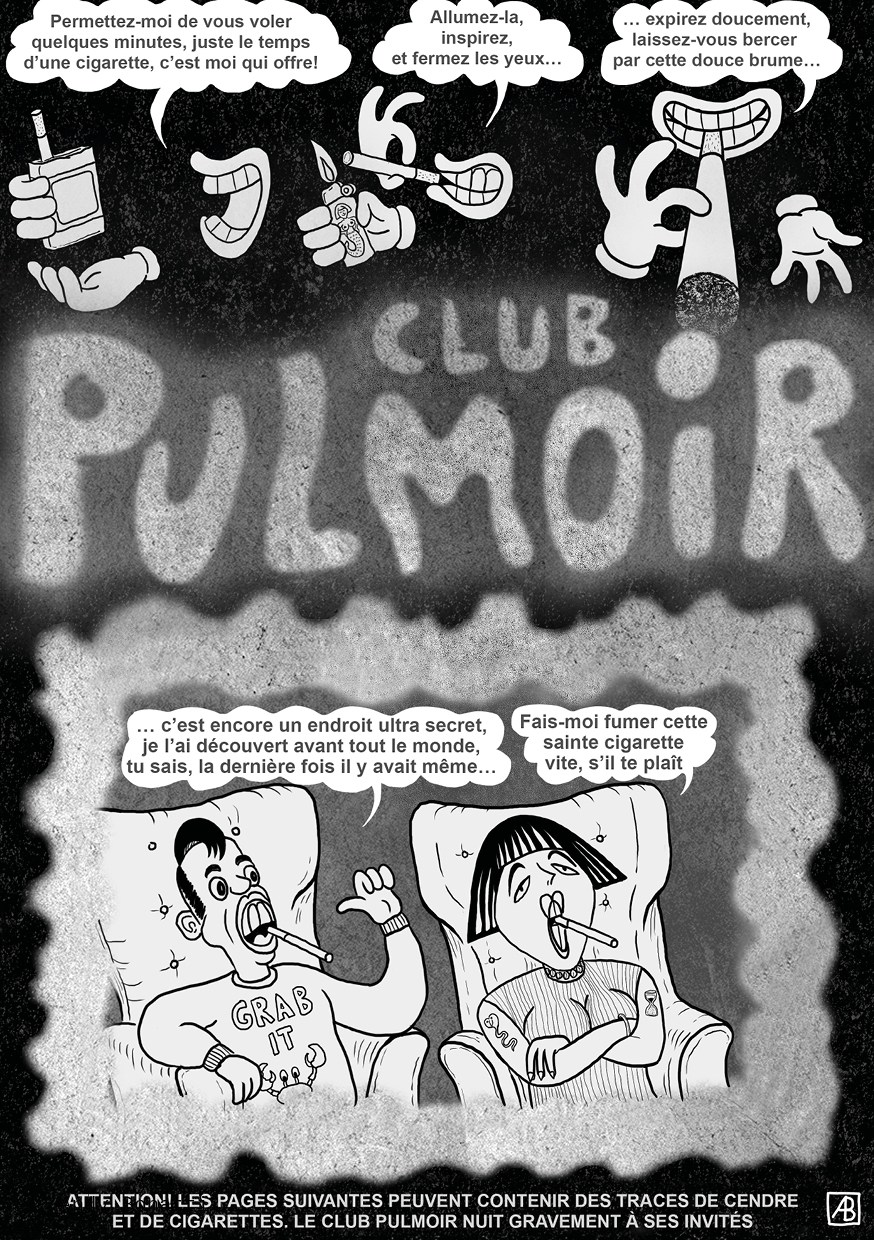 Permettez-moi de vous voler
quelques minutes, juste le temps
d’une cigarette, c’est moi qui offre!
Allumez-la,
inspirez,
et fermez les yeux…
… expirez doucement,
laissez-vous bercer
par cette douce brume…
CLUB
PULMOiR
… c’est encore un endroit ultra secret,
je l’ai découvert avant tout le monde,
tu sais, la dernière fois il y avait même…
Fais-moi fumer cette
sainte cigarette
vite, s’il te plaît
GRAB
IT
ATTENTION! LES PAGES SUIVANTES PEUVENT CONTENIR DES TRACES DE CENDRE
ET DE CIGARETTES. LE CLUB PULMOIR NUIT GRAVEMENT À SES INVITÉS
AB